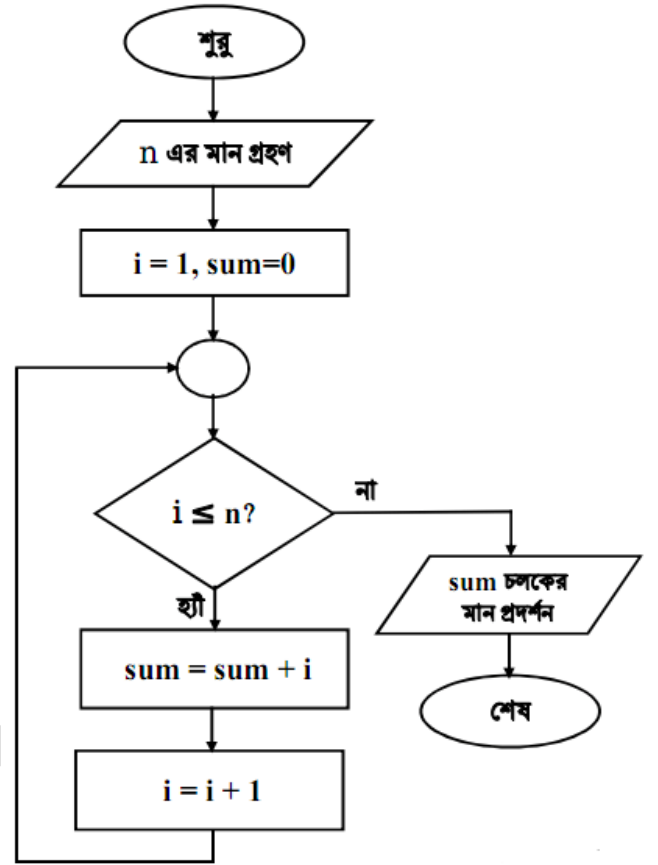 শুরু
n এর মান গ্রহণ
i = 1, sum=0
i ≤ n?
না
হ্যাঁ
sum চলকের
মান প্রদর্শন
sum = sum + i
শেষ
i = i + 1